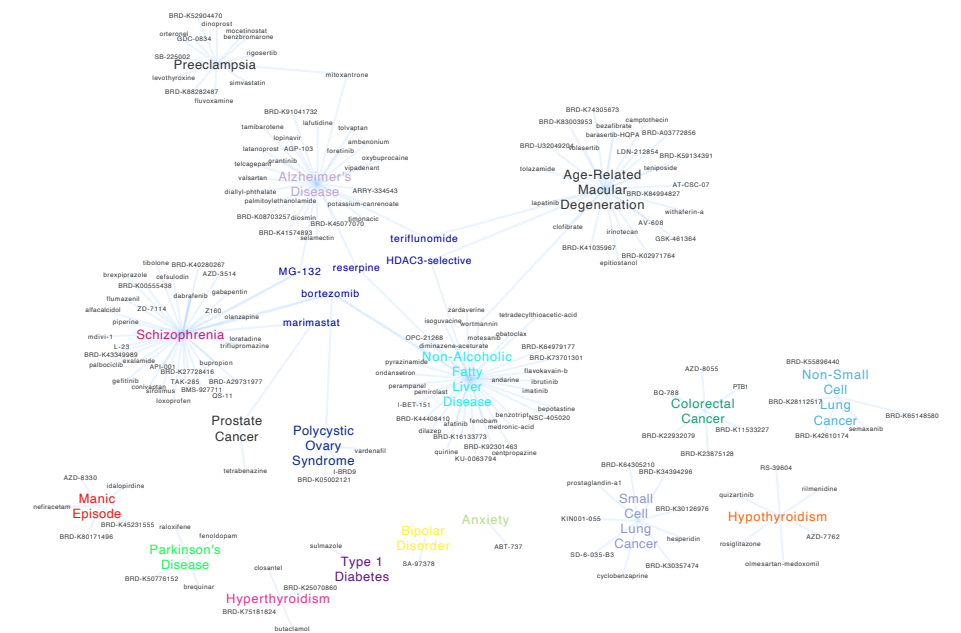 BRD-K52904470
dinoprost
mocetinostat
orteronel
GDC-0834
benzbromarone
rigosertib
SB-225002
Preeclampsia
levothyroxine
mitoxantrone
simvastatin
BRD-K88282487
fluvoxamine
BRD-K91041732
lafutidine
tamibarotene
tolvaptan
lopinavir
ambenonium
latanoprost
AGP-103
foretinib
oxybuprocaine
telcagepant
vipadenant
valsartan
Alzheimer's
Disease
diallyl-phthalate
ARRY-334543
palmitoylethanolamide
potassium-canrenoate
BRD-K08703257
diosmin
timonacic
BRD-K45077070
BRD-K41574893
selamectin
BRD-K74305673
BRD-K83003953
camptothecin
bezafibrate
barasertib-HQPA
BRD-A03772856
BRD-U32049204
volasertib
LDN-212854
BRD-K59134391
tolazamide
teniposide
Age-Related
Macular
Degeneration
AT-CSC-07
BRD-K84994827
lapatinib
withaferin-a
clofibrate
AV-608
irinotecan
GSK-461364
BRD-K41035967
BRD-K02971764
epitiostanol
teriflunomide
HDAC3-selective
MG-132
reserpine
bortezomib
marimastat
tibolone
BRD-K40280267
brexpiprazole
cefsulodin
AZD-3514
BRD-K00555438
gabapentin
flumazenil
dabrafenib
alfacalcidol
ZD-7114
Z160
olanzapine
piperine
mdivi-1
Schizophrenia
loratadine
L-23
triflupromazine
BRD-K43349989
exalamide
palbociclib
API-001
bupropion
BRD-K27728416
gefitinib
TAK-285
BRD-A29731977
conivaptan
sirolimus
BMS-927711
QS-11
loxoprofen
zardaverine
isoguvacine
wortmannin
tetradecylthioacetic-acid
OPC-21268
motesanib
obatoclax
diminazene-aceturate
BRD-K64979177
pyrazinamide
Non-Alcoholic
Fatty
Liver
Disease
BRD-K73701301
ondansetron
flavokavain-b
perampanel
andarine
ibrutinib
pemirolast
imatinib
I-BET-151
bepotastine
benzotript
NSC-405020
BRD-K44408410
afatinib
fenobam
medronic-acid
dilazep
BRD-K16133773
BRD-K92301463
quinine
centpropazine
KU-0063794
Prostate
Cancer
tetrabenazine
Polycystic
Ovary
Syndrome
vardenafil
I-BRD9
BRD-K05002121
AZD-8055
BQ-788
PTB1
Colorectal
Cancer
BRD-K22932079
BRD-K11533227
BRD-K23875128
BRD-K55896440
Non-Small
Cell
Lung
Cancer
BRD-K28112517
BRD-K85148580
semaxanib
BRD-K42610174
AZD-8330
idalopirdine
Manic
Episode
nefiracetam
BRD-K45231555
BRD-K80171496
raloxifene
fenoldopam
Parkinson's
Disease
BRD-K50776152
brequinar
closantel
BRD-K25070860
Hyperthyroidism
BRD-K75181824
butaclamol
sulmazole
Type 1
Diabetes
Bipolar
Disorder
SA-97378
Anxiety
ABT-737
BRD-K64305210
BRD-K34394296
prostaglandin-a1
Small
Cell
Lung
Cancer
BRD-K30126976
KIN001-055
hesperidin
SD-6-035-B3
BRD-K30357474
cyclobenzaprine
RS-39604
quizartinib
rilmenidine
Hypothyroidism
AZD-7762
rosiglitazone
olmesartan-medoxomil